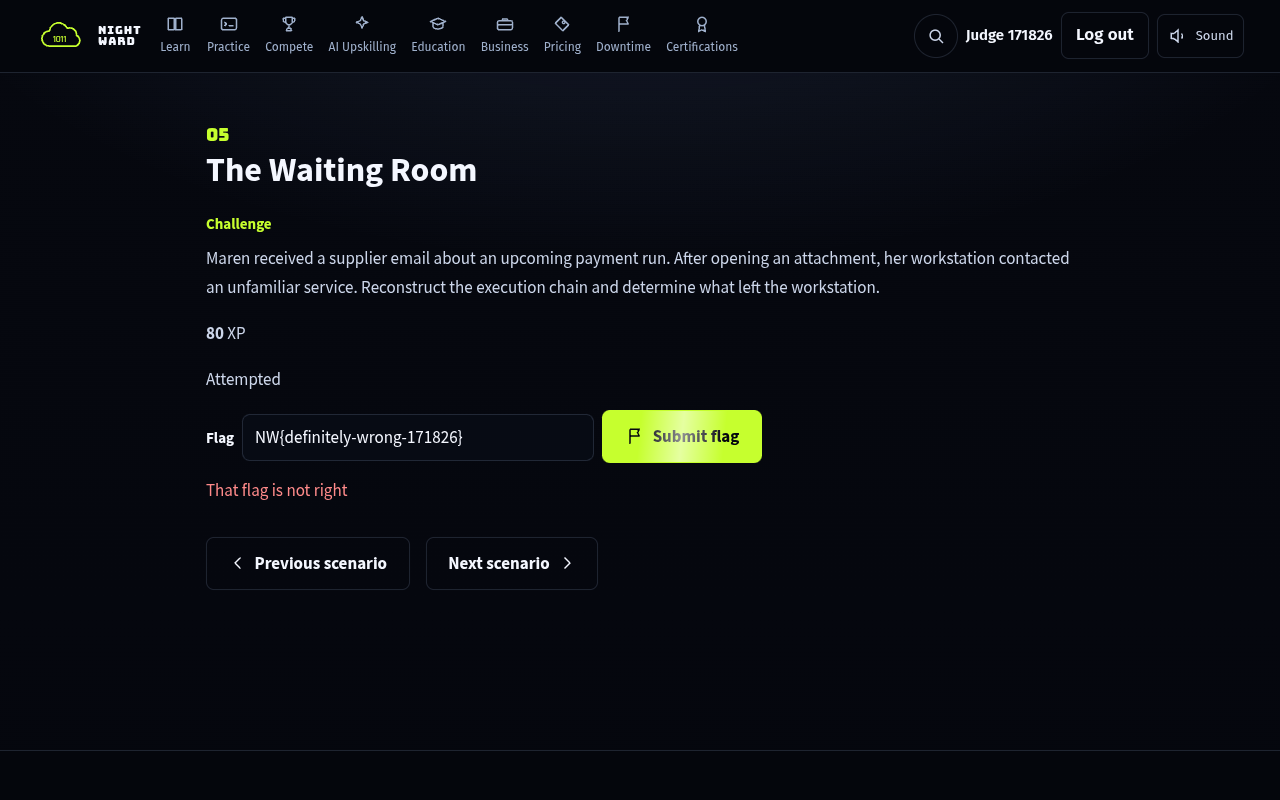 1011
NIGHT
WARD
Learn
Practice
Compete
AI Upskilling
Education
Business
Pricing
Downtime
Certifications
Judge 171826
Log out
Sound
05
The Waiting Room
Challenge
Maren received a supplier email about an upcoming payment run. After opening an attachment, her workstation contacted
an unfamiliar service. Reconstruct the execution chain and determine what left the workstation.
80 XP
Attempted
Flag
NW{definitely-wrong-171826}
Submit flag
That flag is not right
Previous scenario
Next scenario